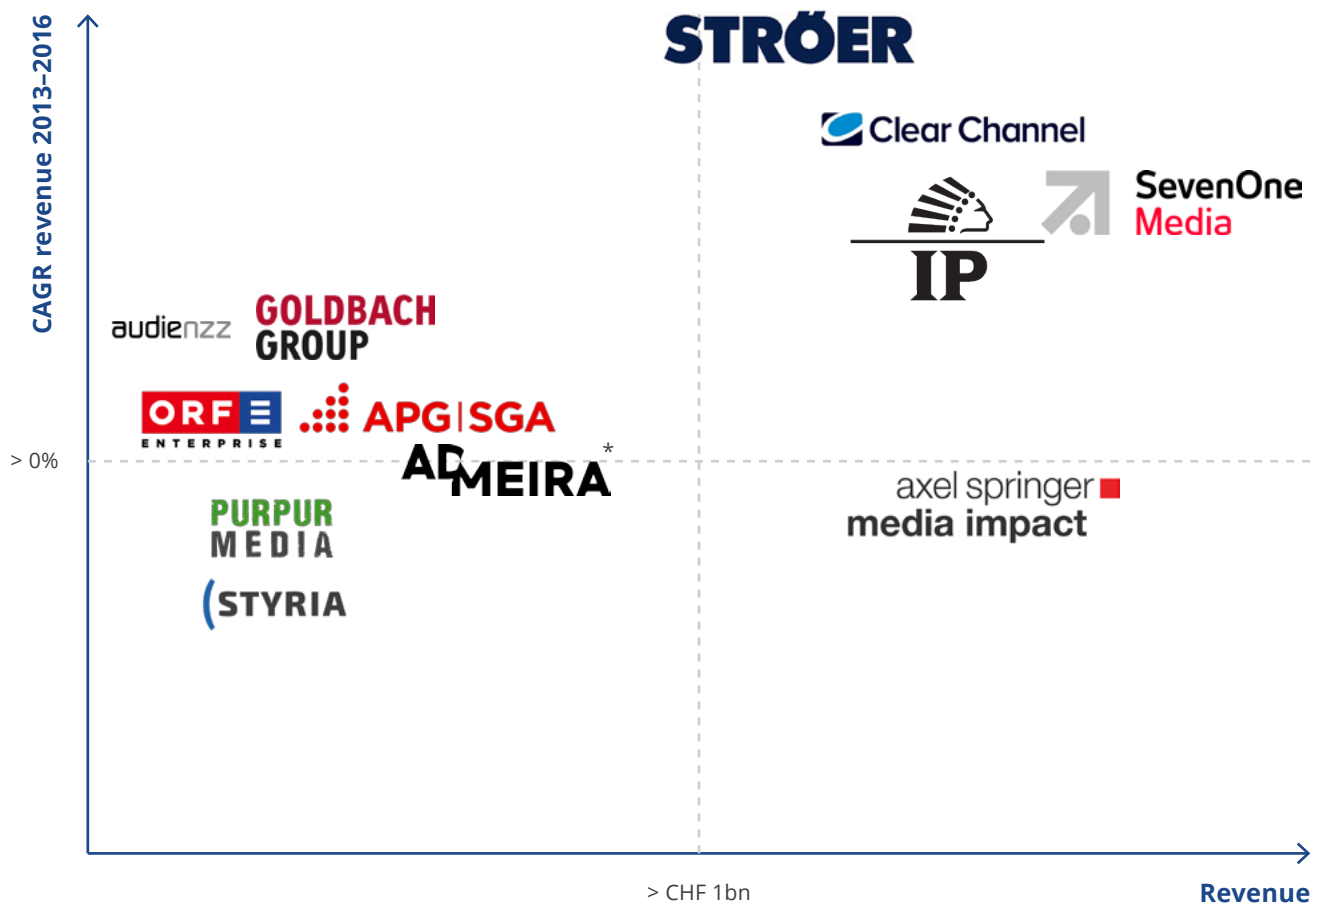 CAGR revenue 2013–2016
STRÖER
Clear Channel
SevenOne
Media
IP
GOLDBACH
GROUP
audienzz
ORF E
ENTERPRISE
APG|SGA
> 0%
ADMEIRA*
axel springer
media impact
PURPUR
MEDIA
STYRIA
> CHF 1bn
Revenue